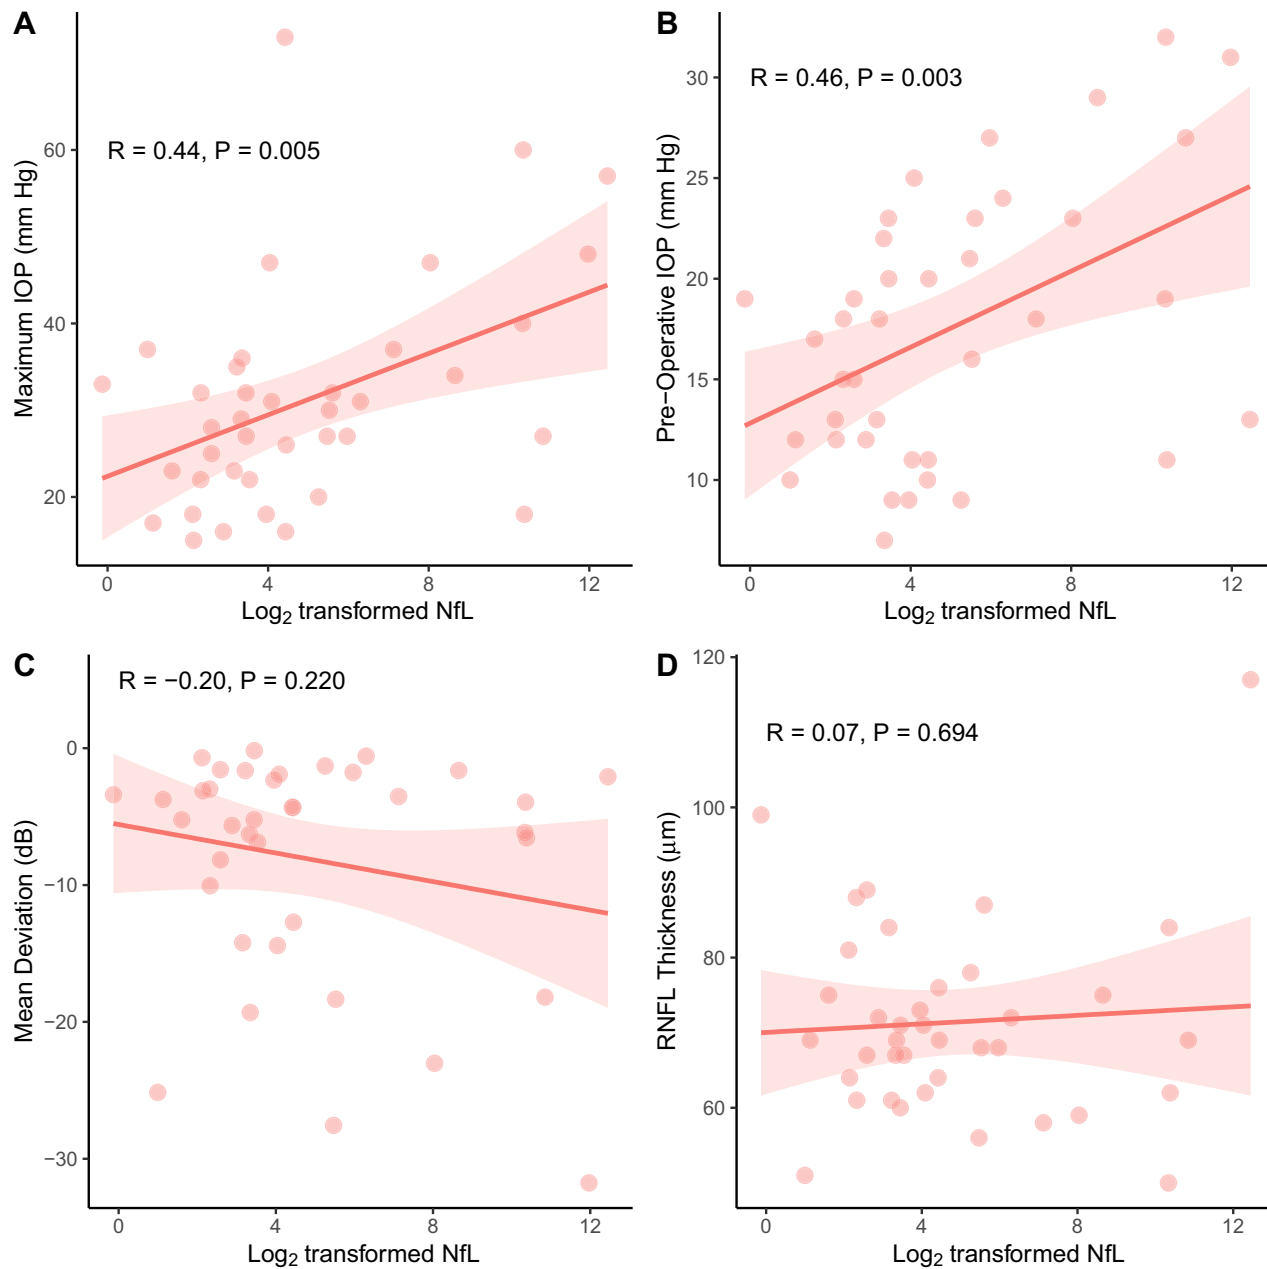 A
R = 0.44, P = 0.005
Maximum IOP (mm Hg)
60
40
20
0 4 8 12
Log₂ transformed NfL
B
R = 0.46, P = 0.003
Pre−Operative IOP (mm Hg)
30
25
20
15
10
0 4 8 12
Log₂ transformed NfL
C
R = −0.20, P = 0.220
Mean Deviation (dB)
0
−10
−20
−30
0 4 8 12
Log₂ transformed NfL
D
R = 0.07, P = 0.694
RNFL Thickness (μm)
120
100
80
60
0 4 8 12
Log₂ transformed NfL